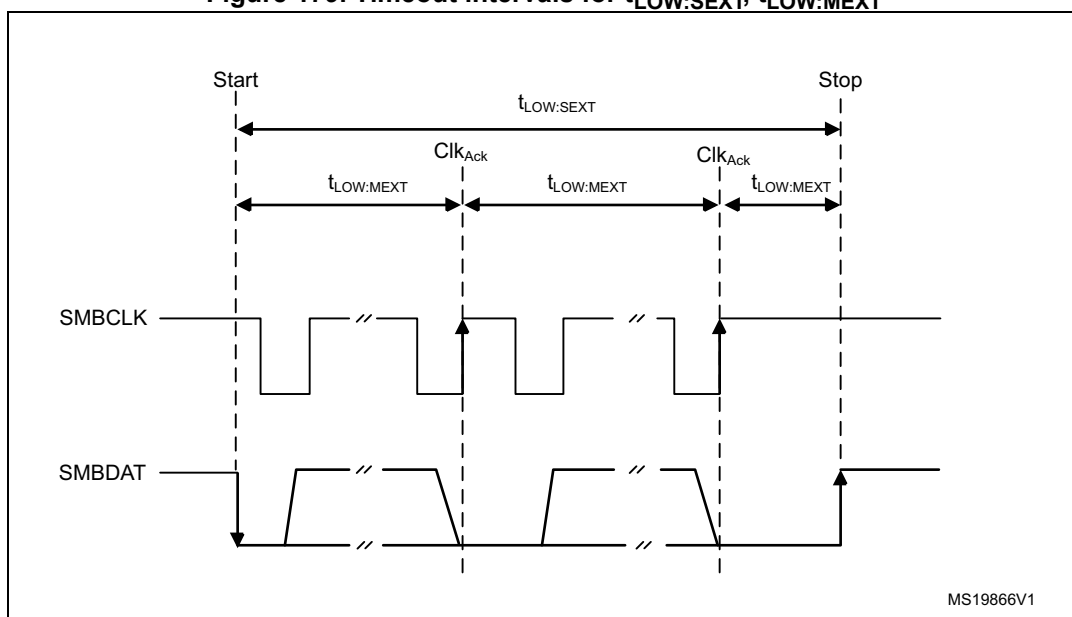 Figure 170. Timeout intervals for tLOW:SEXT, tLOW:MEXT
Start
Stop
tLOW:SEXT
ClkAck
ClkAck
tLOW:MEXT
tLOW:MEXT
tLOW:MEXT
SMBCLK
//
//
SMBDAT
//
//
//
//
MS19866V1